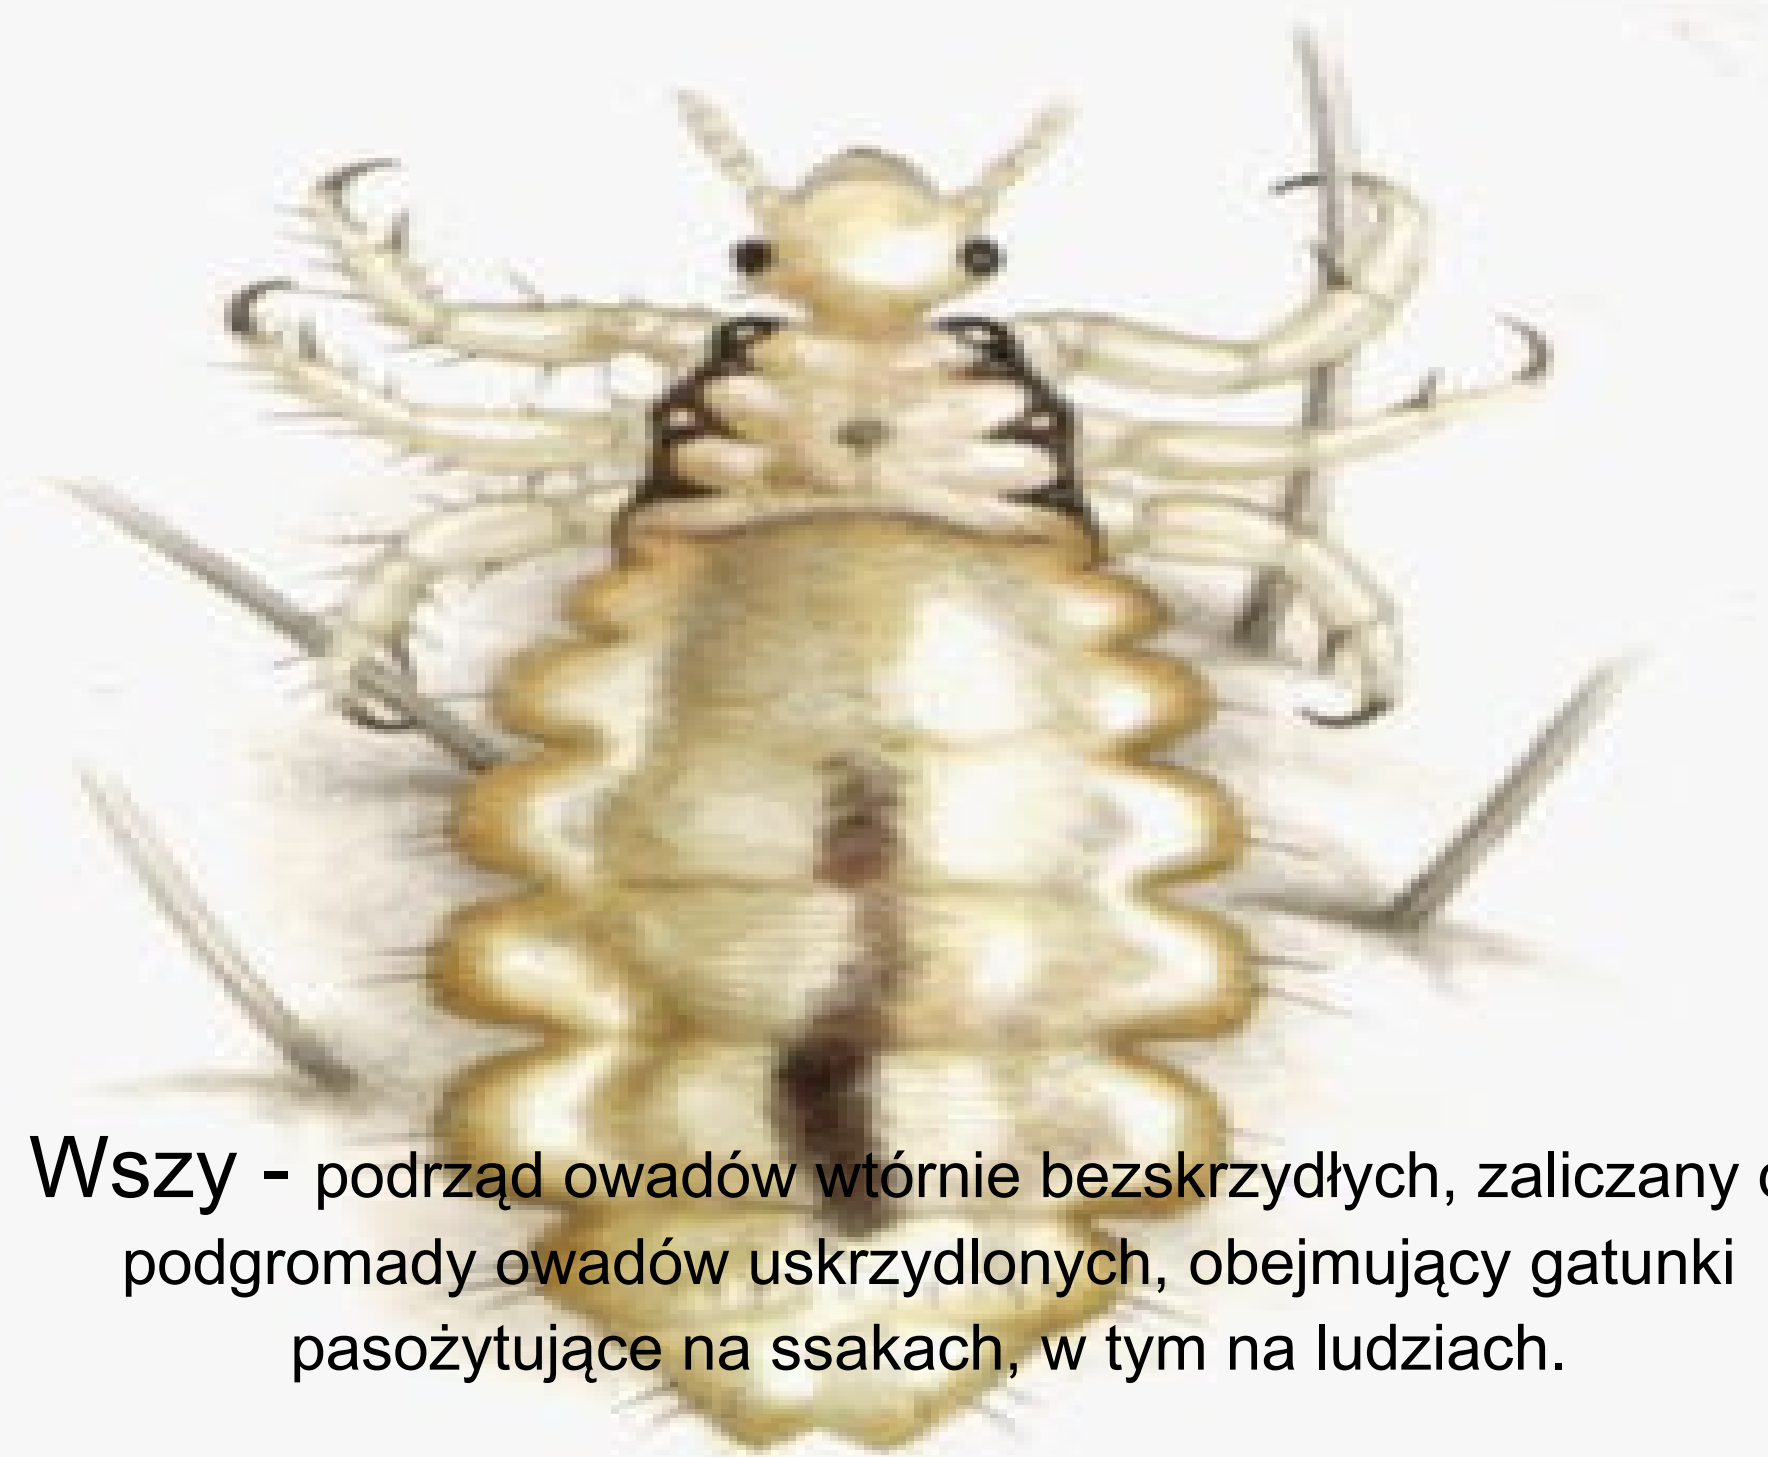 Wszy - podrząd owadów wtórnie bezskrzydłych, zaliczany
podgromady owadów uskrzydlonych, obejmujący gatunki
pasożytujące na ssakach, w tym na ludziach.